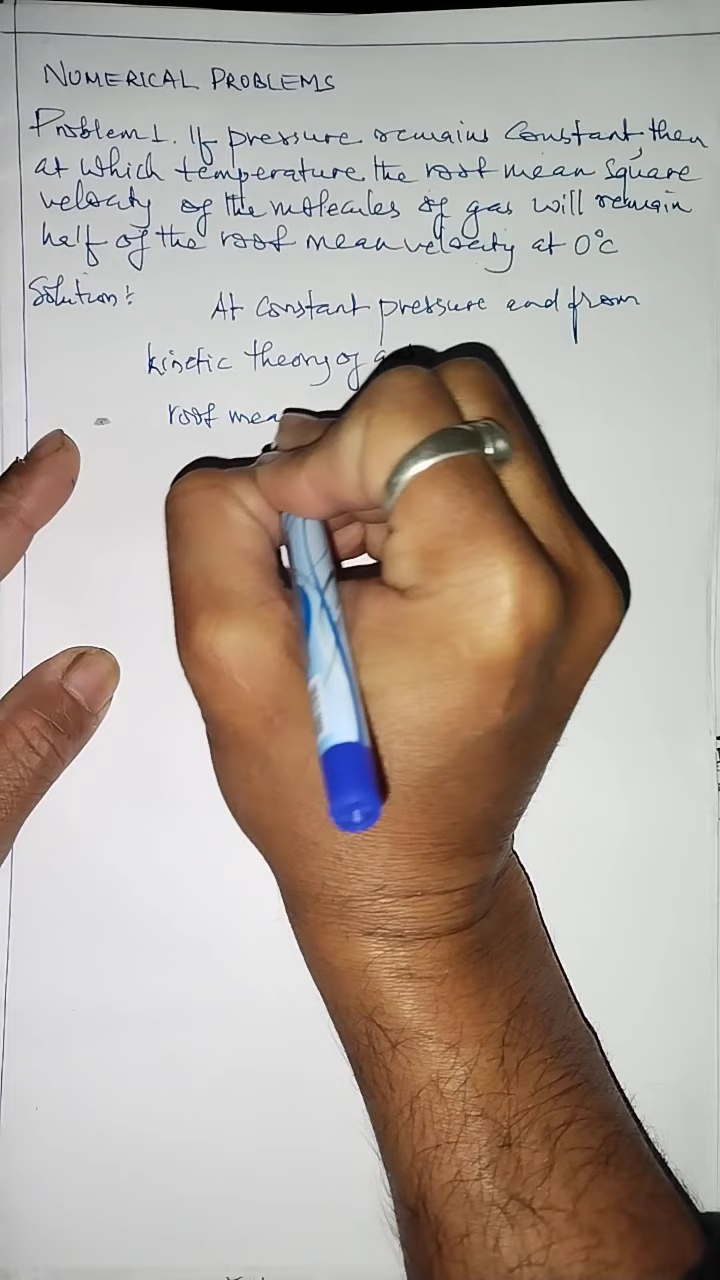 NUMERICAL PROBLEMS
Problem 1. If pressure remains Constant, then
at which temperature the root mean square
velocity of the molecules of gas will remain
half of the root mean velocity at 0°C
Solution: At constant pressure and from
kinetic theory of
root mea